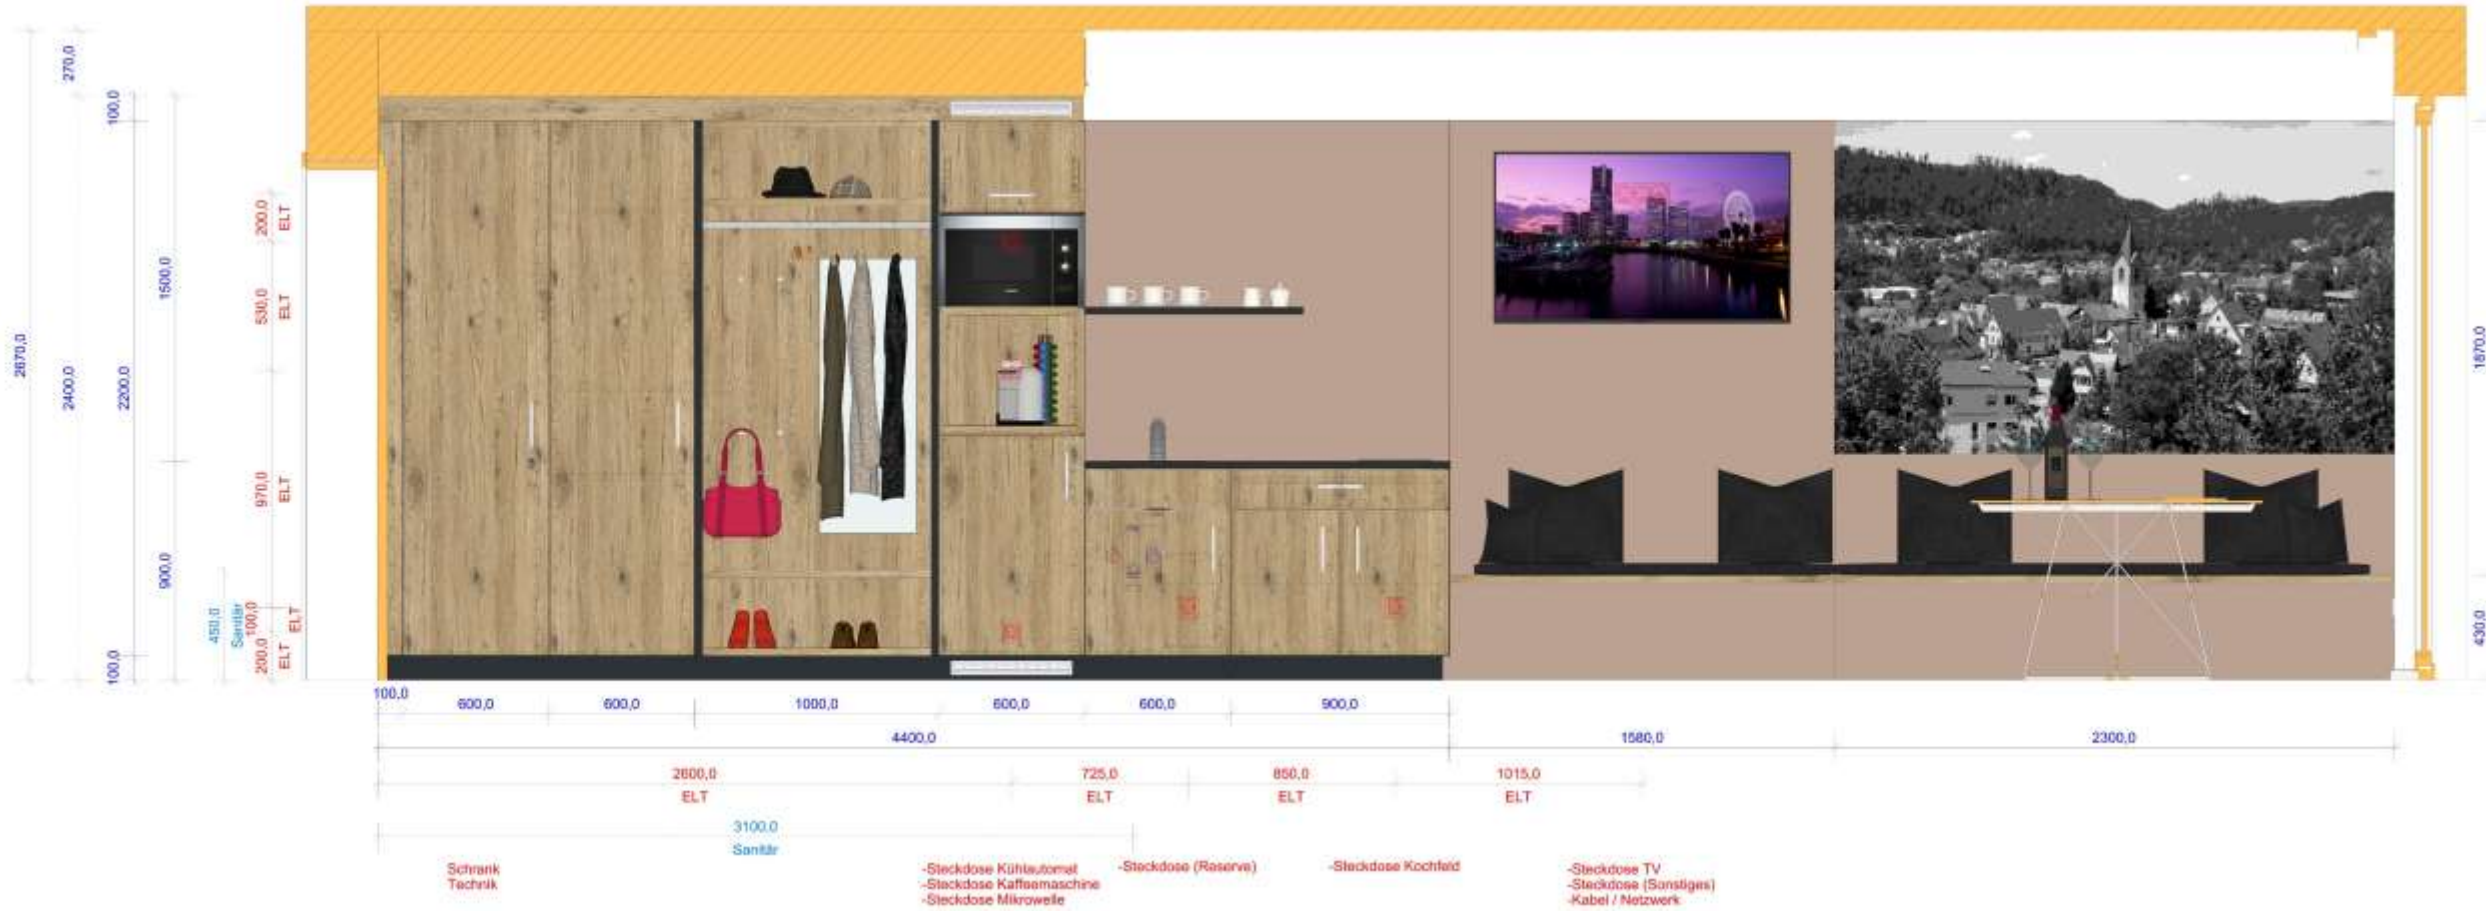 270,0
100,0
200,0
ELT
1500,0
530,0
ELT
2670,0
2400,0
2200,0
1870,0
970,0
ELT
900,0
450,0
Sanitär
100,0
ELT
200,0
ELT
100,0
430,0
100,0
600,0
600,0
1000,0
600,0
600,0
900,0
4400,0
1580,0
2300,0
2600,0
725,0
850,0
1015,0
ELT
ELT
ELT
ELT
3100,0
Sanitär
Schrank
Technik
-Steckdose Kühlautomat
-Steckdose Kaffeemaschine
-Steckdose Mikrowelle
-Steckdose (Reserve)
-Steckdose Kochfeld
-Steckdose TV
-Steckdose (Sonstiges)
-Kabel / Netzwerk